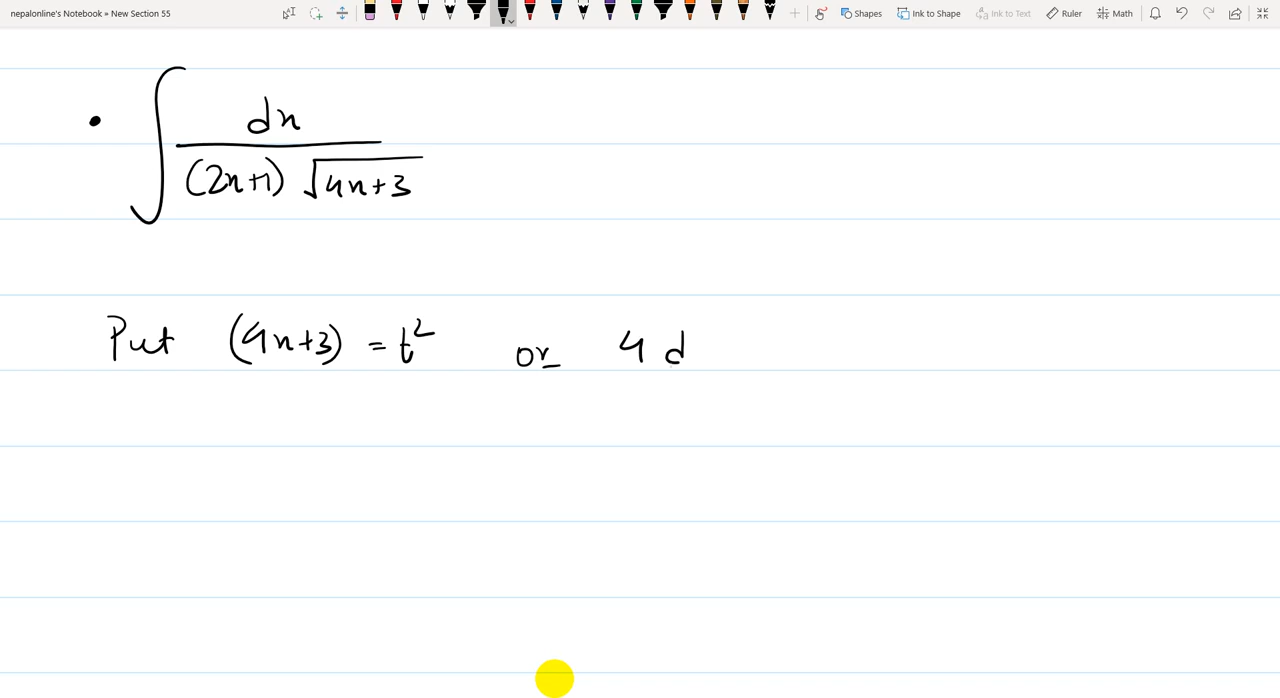 nepalonline's Notebook » New Section 55
Shapes Ink to Shape Ink to Text Ruler Math
• ∫ dx / (2x+1) √4x+3
Put (4x+3) = t² or 4 d